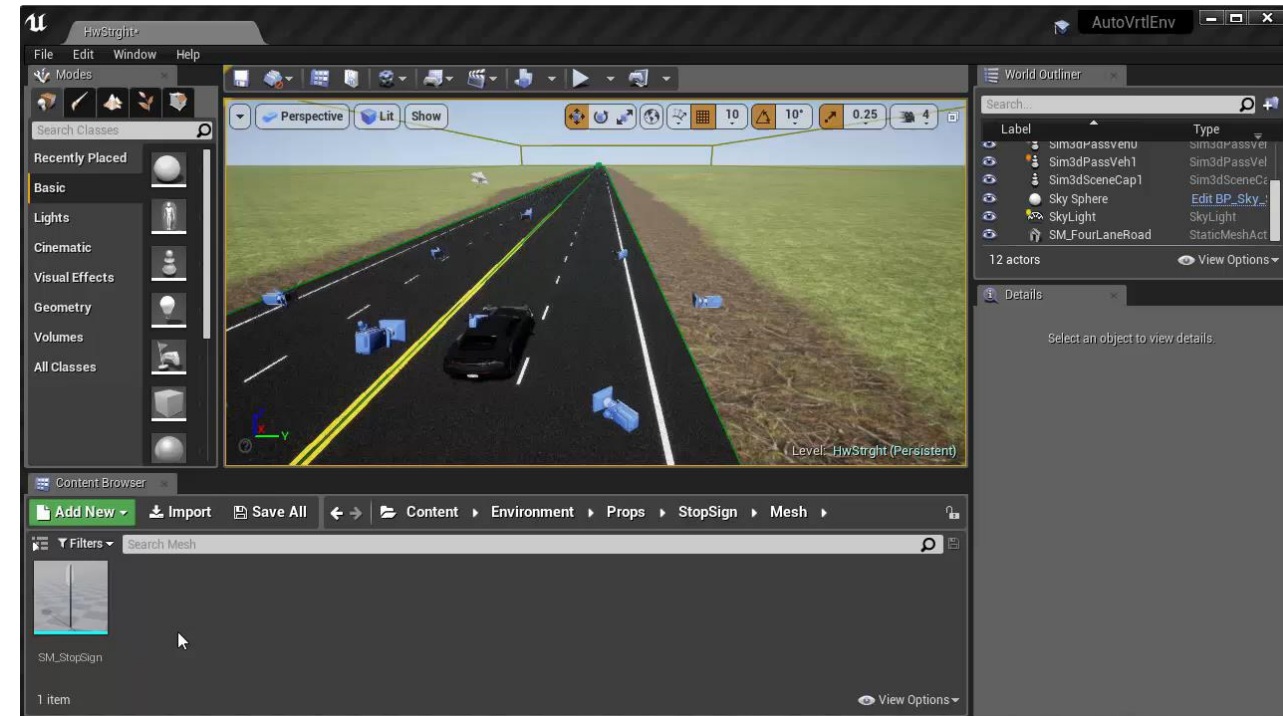 HwStrght•
AutoVrtlEnv
File Edit Window Help
Modes
Search Classes
Recently Placed
Basic
Lights
Cinematic
Visual Effects
Geometry
Volumes
All Classes
Perspective Lit Show 10 10° 0.25 4
Y
X
Level: HwStrght (Persistent)
World Outliner
Search...
Label Type
Sim3dPassVeh0 Sim3dPassVel
Sim3dPassVeh1 Sim3dPassVel
Sim3dSceneCap1 Sim3dSceneCa
Sky Sphere Edit BP_Sky_S
SkyLight SkyLight
SM_FourLaneRoad StaticMeshAct
12 actors View Options
Details
Select an object to view details.
Content Browser
Add New Import Save All Content Environment Props StopSign Mesh
Filters Search Mesh
SM_StopSign
1 item View Options